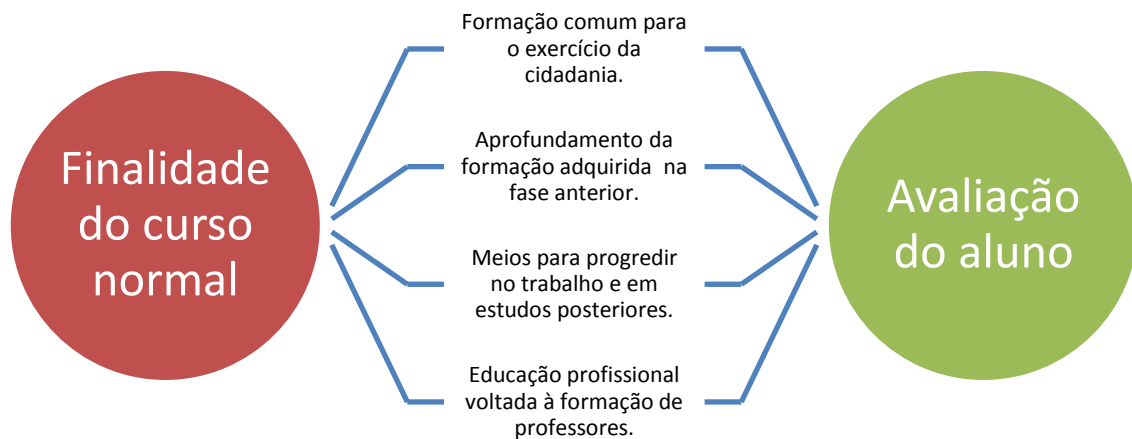 Finalidade
do curso
normal
Formação comum para
o exercício da
cidadania.
Aprofundamento da
formação adquirida na
fase anterior.
Meios para progredir
no trabalho e em
estudos posteriores.
Educação profissional
voltada à formação de
professores.
Avaliação
do aluno